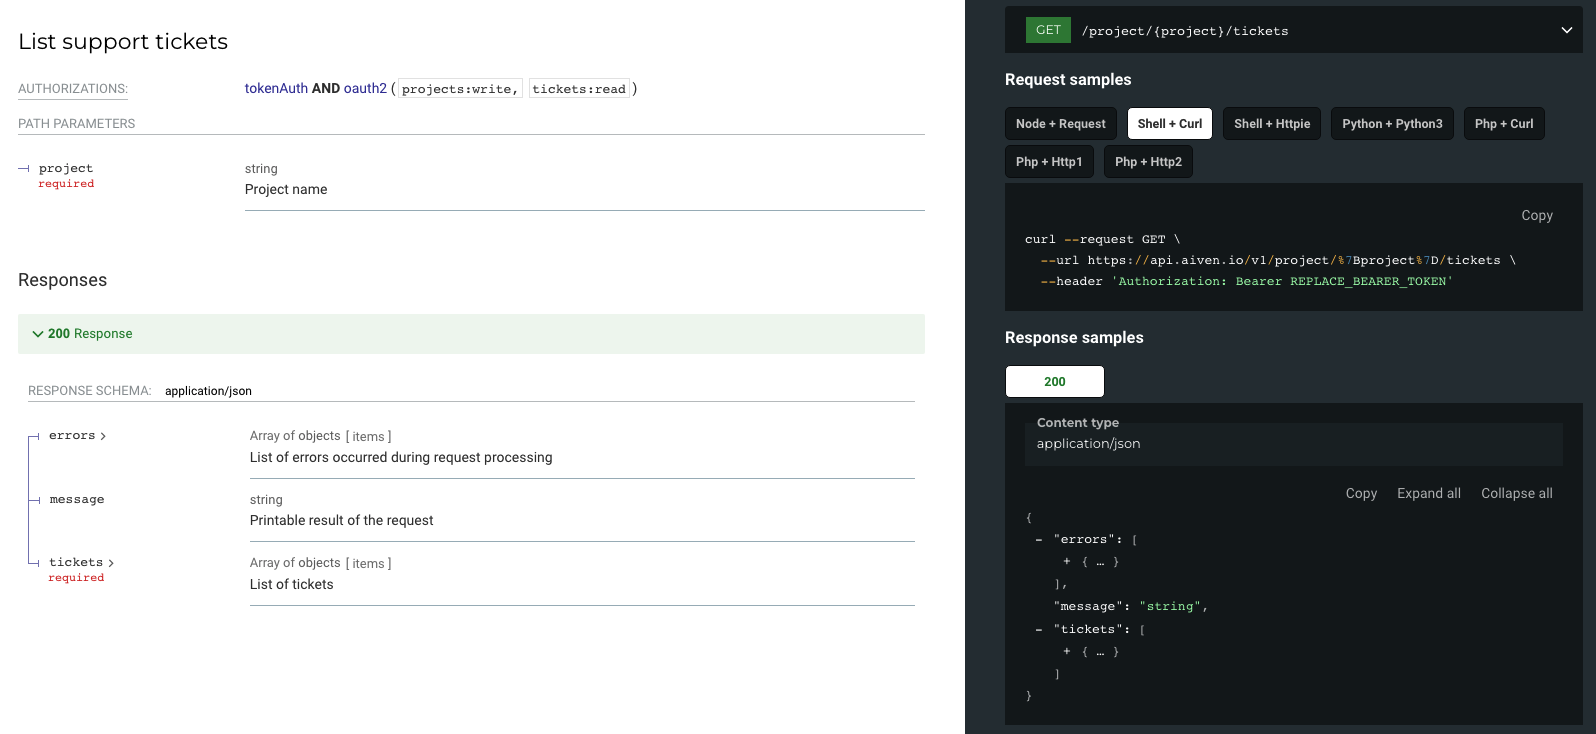 List support tickets
AUTHORIZATIONS:
tokenAuth AND oauth2 ( projects:write, tickets:read )
PATH PARAMETERS
project
required
string
Project name
Responses
200 Response
RESPONSE SCHEMA: application/json
errors
Array of objects [ items ]
List of errors occurred during request processing
message
string
Printable result of the request
tickets
required
Array of objects [ items ]
List of tickets
GET /project/{project}/tickets
Request samples
Node + Request
Shell + Curl
Shell + Httpie
Python + Python3
Php + Curl
Php + Http1
Php + Http2
Copy
curl --request GET \
--url https://api.aiven.io/v1/project/%7Bproject%7D/tickets \
--header 'Authorization: Bearer REPLACE_BEARER_TOKEN'
Response samples
200
Content type
application/json
Copy Expand all Collapse all
{
- "errors": [
+ { … }
],
"message": "string",
- "tickets": [
+ { … }
]
}